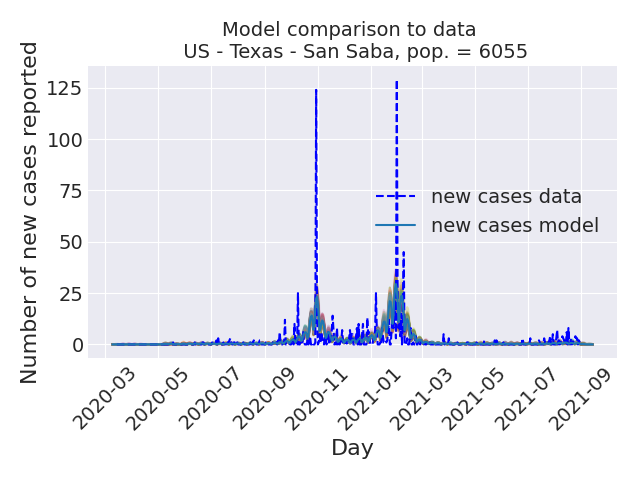 Model comparison to data
US - Texas - San Saba, pop. = 6055
Number of new cases reported
125
100
75
50
25
0
new cases data
new cases model
2020-03
2020-05
2020-07
2020-09
2020-11
2021-01
2021-03
2021-05
2021-07
2021-09
Day